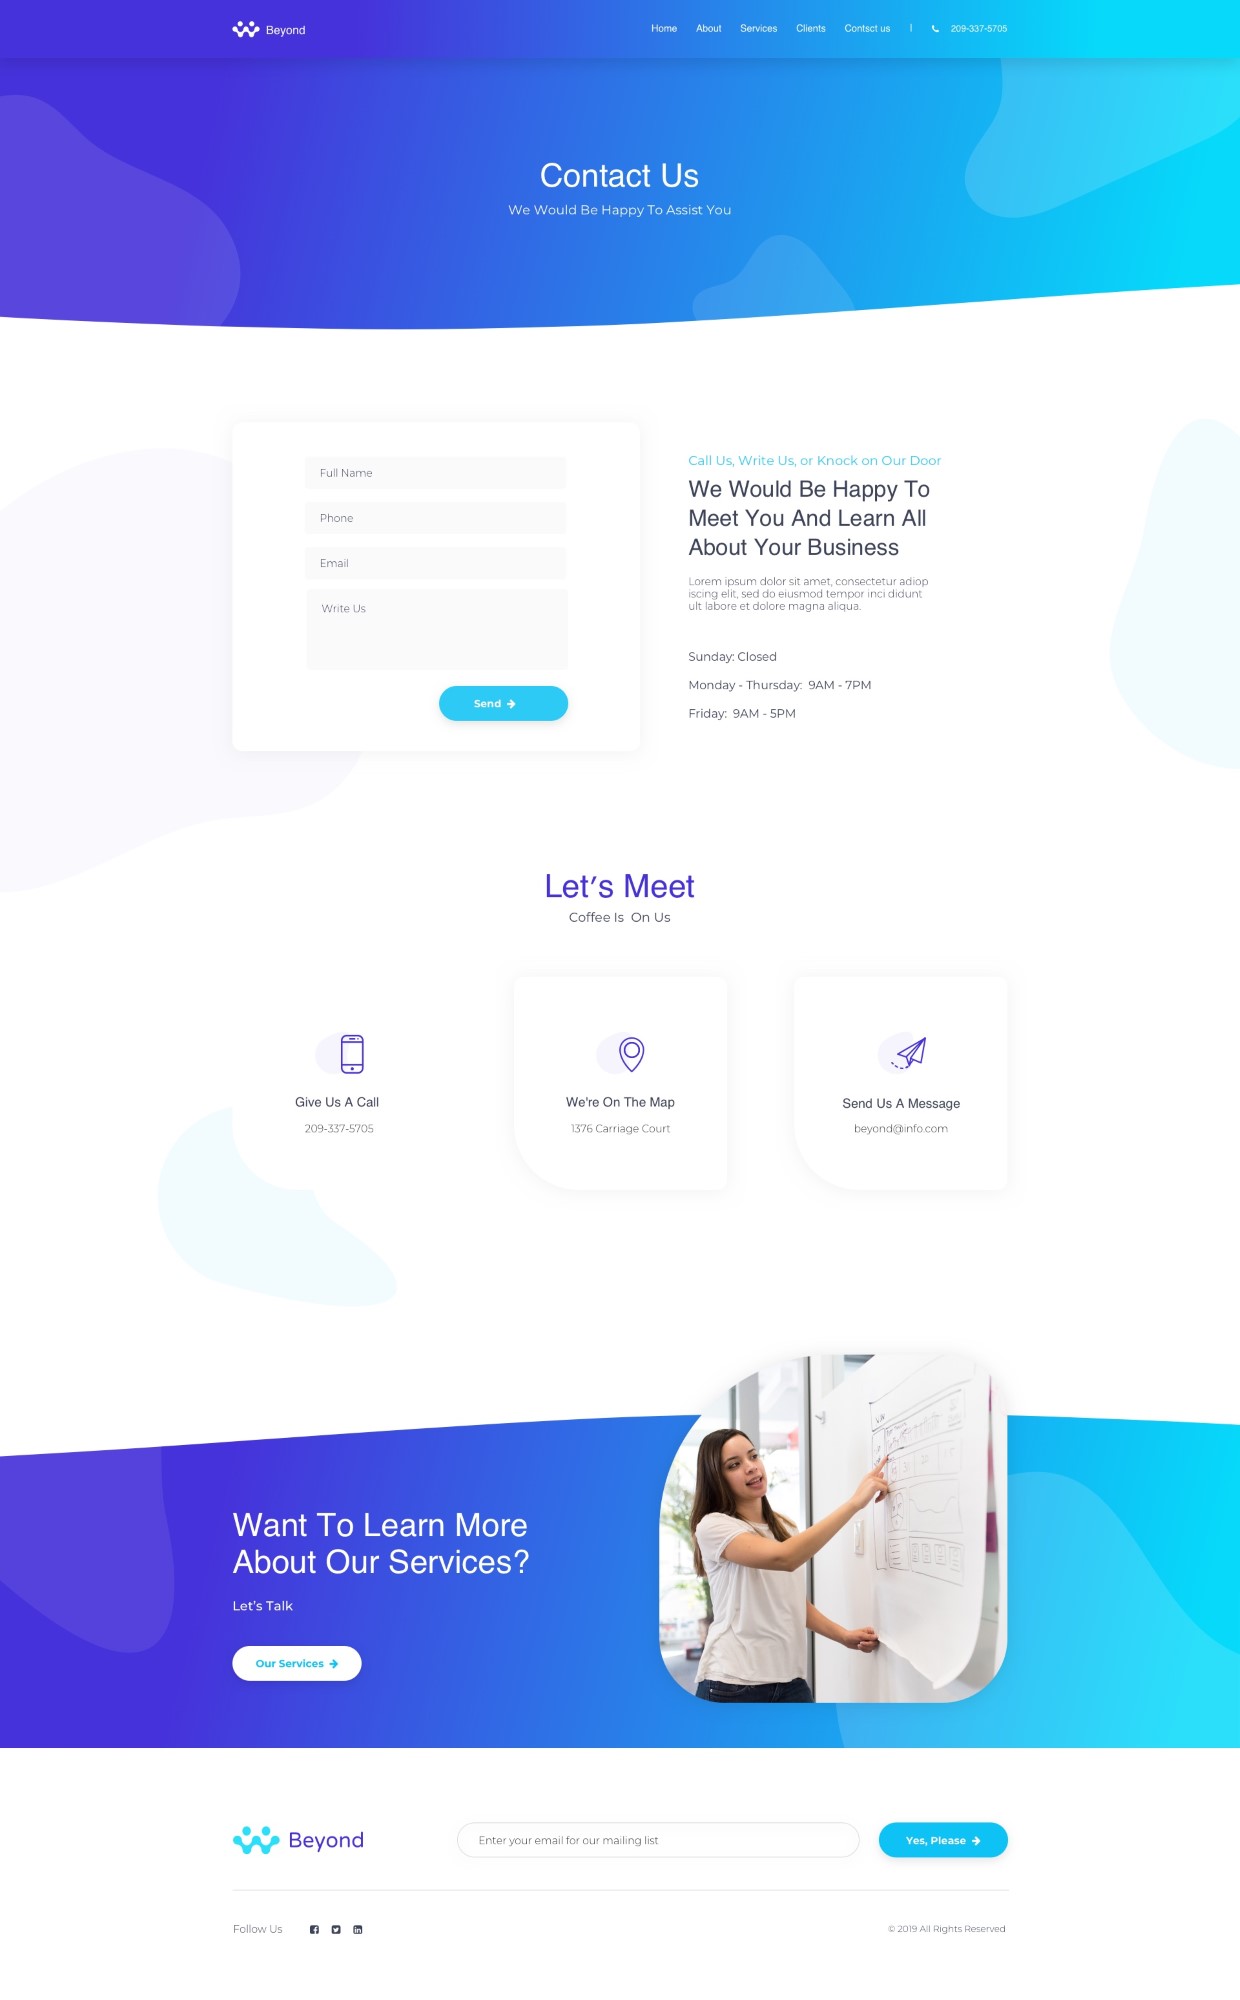 Beyond
Home About Services Clients Contsct us | 209-337-5705
Contact Us
We Would Be Happy To Assist You
Full Name
Phone
Email
Write Us
Send
Call Us, Write Us, or Knock on Our Door
We Would Be Happy To
Meet You And Learn All
About Your Business
Lorem ipsum dolor sit amet, consectetur adiop
iscing elit, sed do eiusmod tempor inci didunt
ult labore et dolore magna aliqua.
Sunday: Closed
Monday - Thursday: 9AM - 7PM
Friday: 9AM - 5PM
Let's Meet
Coffee Is On Us
Give Us A Call
209-337-5705
We're On The Map
1376 Carriage Court
Send Us A Message
beyond@info.com
Want To Learn More
About Our Services?
Let's Talk
Our Services
Beyond
Enter your email for our mailing list
Yes, Please
Follow Us
© 2019 All Rights Reserved